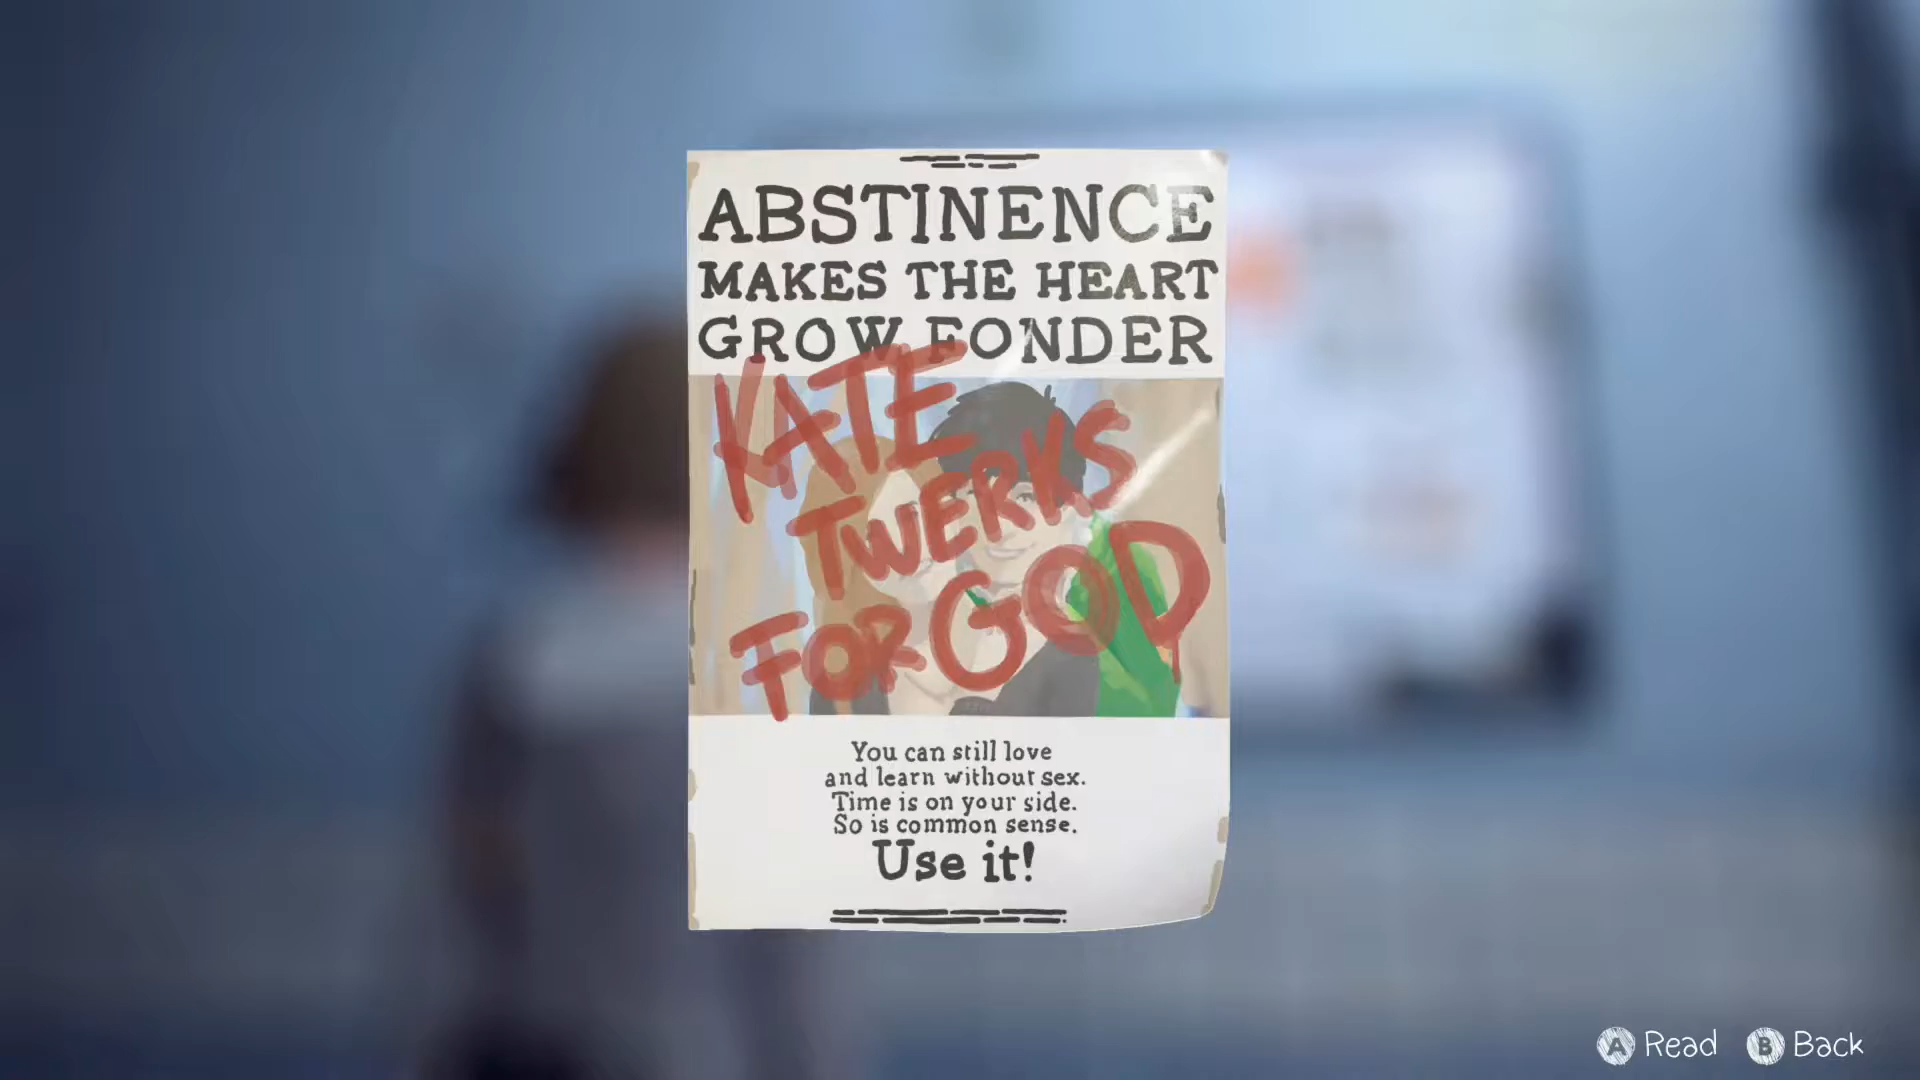 ABSTINENCE
MAKES THE HEART
GROW FONDER
KATE
TWERKS
FOR GOD
You can still love
and learn without sex.
Time is on your side.
So is common sense.
Use it!
A Read B Back